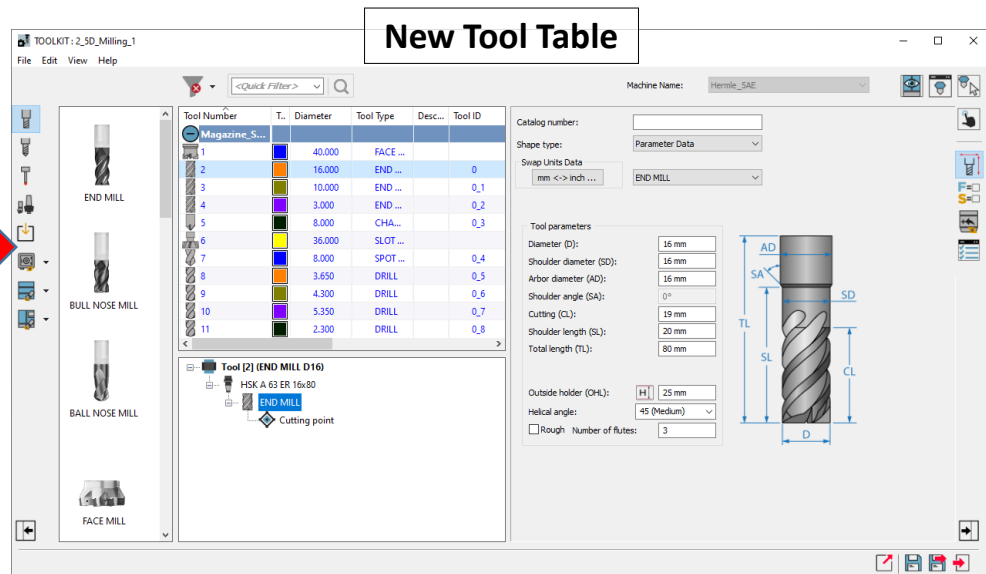 New Tool Table
TOOLKIT : 2_5D_Milling_1
File Edit View Help
<Quick Filter>
Machine Name: Hermle_5AE
END MILL
BULL NOSE MILL
BALL NOSE MILL
FACE MILL
Tool Number T.. Diameter Tool Type Desc... Tool ID
Magazine_S...
1 40.000 FACE ...
2 16.000 END ... 0
3 10.000 END ... 0_1
4 3.000 END ... 0_2
5 8.000 CHA... 0_3
6 36.000 SLOT ...
7 8.000 SPOT ... 0_4
8 3.650 DRILL 0_5
9 4.300 DRILL 0_6
10 5.350 DRILL 0_7
11 2.300 DRILL 0_8
Tool [2] (END MILL D16)
HSK A 63 ER 16x80
END MILL
Cutting point
Catalog number:
Shape type: Parameter Data
Swap Units Data
mm <-> inch ... END MILL
Tool parameters
Diameter (D): 16 mm
Shoulder diameter (SD): 16 mm
Arbor diameter (AD): 16 mm
Shoulder angle (SA): 0°
Cutting (CL): 19 mm
Shoulder length (SL): 20 mm
Total length (TL): 80 mm
Outside holder (OHL): H 25 mm
Helical angle: 45 (Medium)
Rough Number of flutes: 3
AD
SA
SD
TL
SL
CL
D
F=
S=